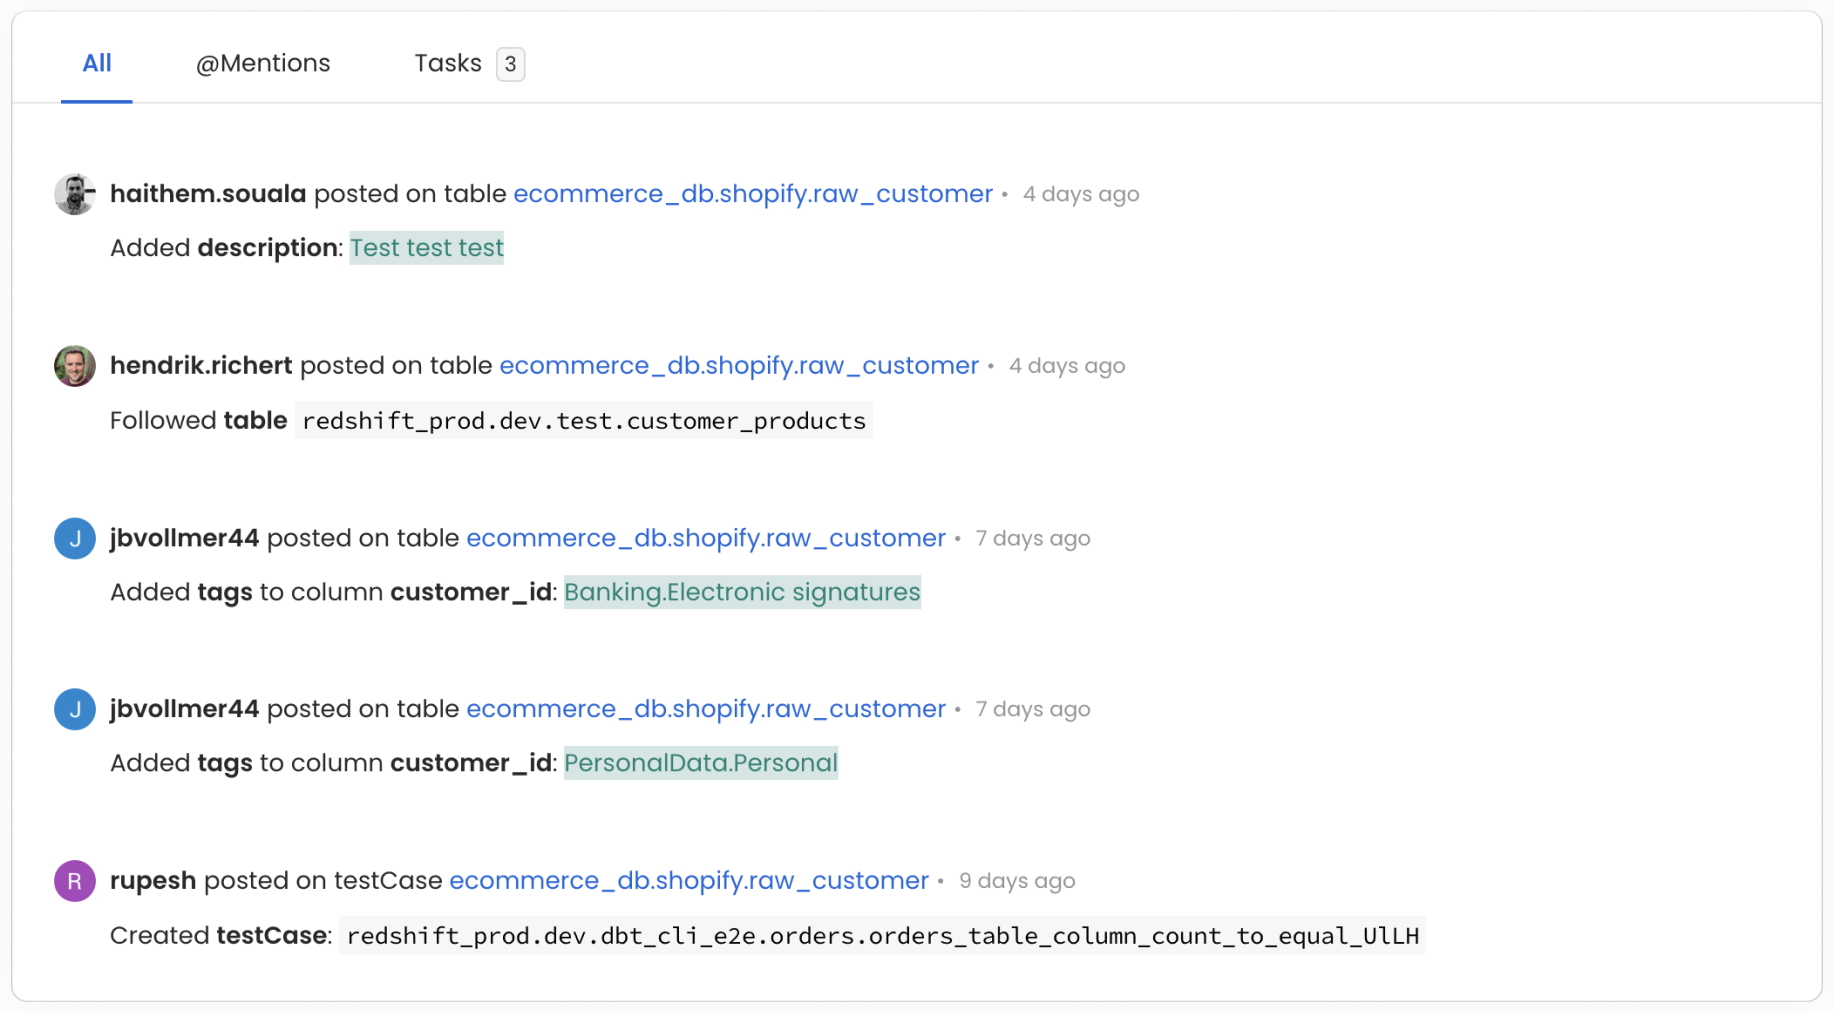 All @Mentions Tasks 3
haithem.souala posted on table ecommerce_db.shopify.raw_customer • 4 days ago
Added description: Test test test
hendrik.richert posted on table ecommerce_db.shopify.raw_customer • 4 days ago
Followed table redshift_prod.dev.test.customer_products
J jbvollmer44 posted on table ecommerce_db.shopify.raw_customer • 7 days ago
Added tags to column customer_id: Banking.Electronic signatures
J jbvollmer44 posted on table ecommerce_db.shopify.raw_customer • 7 days ago
Added tags to column customer_id: PersonalData.Personal
R rupesh posted on testCase ecommerce_db.shopify.raw_customer • 9 days ago
Created testCase: redshift_prod.dev.dbt_cli_e2e.orders.orders_table_column_count_to_equal_UlLH